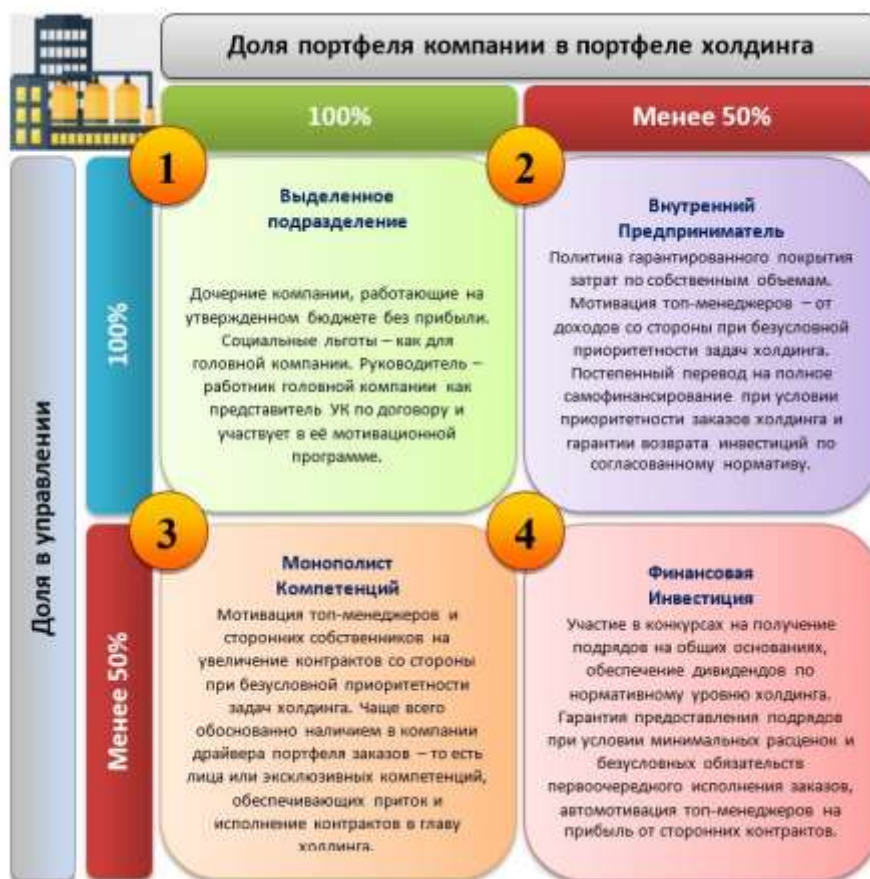 Доля портфеля компании в портфеле холдинга
100%
Менее 50%
Доля в управлении
100%
1
Выделенное
подразделение
Дочерние компании, работающие на
утвержденном бюджете без прибыли.
Социальные льготы – как для
головной компании. Руководитель –
работник головной компании как
представитель УК по договору и
участвует в её мотивационной
программе.
2
Внутренний
Предприниматель
Политика гарантированного покрытия
затрат по собственным объемам.
Мотивация топ-менеджеров – от
доходов со стороны при безусловной
приоритетности задач холдинга.
Постепенный перевод на полное
самофинансирование при условии
приоритетности заказов холдинга и
гарантии возврата инвестиций по
согласованному нормативу.
Менее 50%
3
Монополист
Компетенций
Мотивация топ-менеджеров и
сторонних собственников на
увеличение контрактов со стороны
при безусловной приоритетности
задач холдинга. Чаще всего
обосновано наличием в компании
драйвера портфеля заказов – то есть
лица или эксклюзивных компетенций,
обеспечивающих приток и
исполнение контрактов в главу
холдинга.
4
Финансовая
Инвестиция
Участие в конкурсах на получение
подрядов на общих основаниях,
обеспечение дивидендов по
нормативному уровню холдинга.
Гарантия предоставления подрядов
при условии минимальных расценок и
безусловных обязательств
первоочередного исполнения заказов,
автомотивация топ-менеджеров на
прибыль от сторонних контрактов.